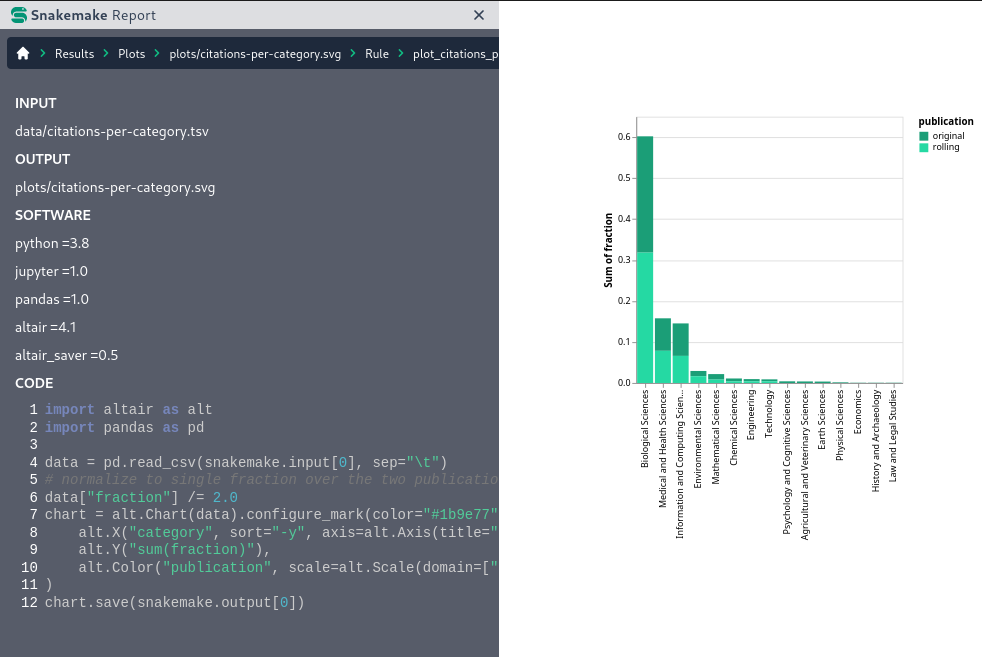 Snakemake Report
Results Plots plots/citations-per-category.svg Rule plot_citations_p
INPUT
data/citations-per-category.tsv
OUTPUT
plots/citations-per-category.svg
SOFTWARE
python =3.8
jupyter =1.0
pandas =1.0
altair =4.1
altair_saver =0.5
CODE
1 import altair as alt
2 import pandas as pd
3
4 data = pd.read_csv(snakemake.input[0], sep="\t")
5 # normalize to single fraction over the two publicatio
6 data["fraction"] /= 2.0
7 chart = alt.Chart(data).configure_mark(color="#1b9e77"
8     alt.X("category", sort="-y", axis=alt.Axis(title="
9     alt.Y("sum(fraction)"),
10     alt.Color("publication", scale=alt.Scale(domain=["
11 )
12 chart.save(snakemake.output[0])
publication
original
rolling
Sum of fraction
0.6
0.5
0.4
0.3
0.2
0.1
0.0
Biological Sciences
Medical and Health Sciences
Information and Computing Scien...
Environmental Sciences
Mathematical Sciences
Chemical Sciences
Engineering
Technology
Psychology and Cognitive Sciences
Agricultural and Veterinary Sciences
Earth Sciences
Physical Sciences
Economics
History and Archaeology
Law and Legal Studies